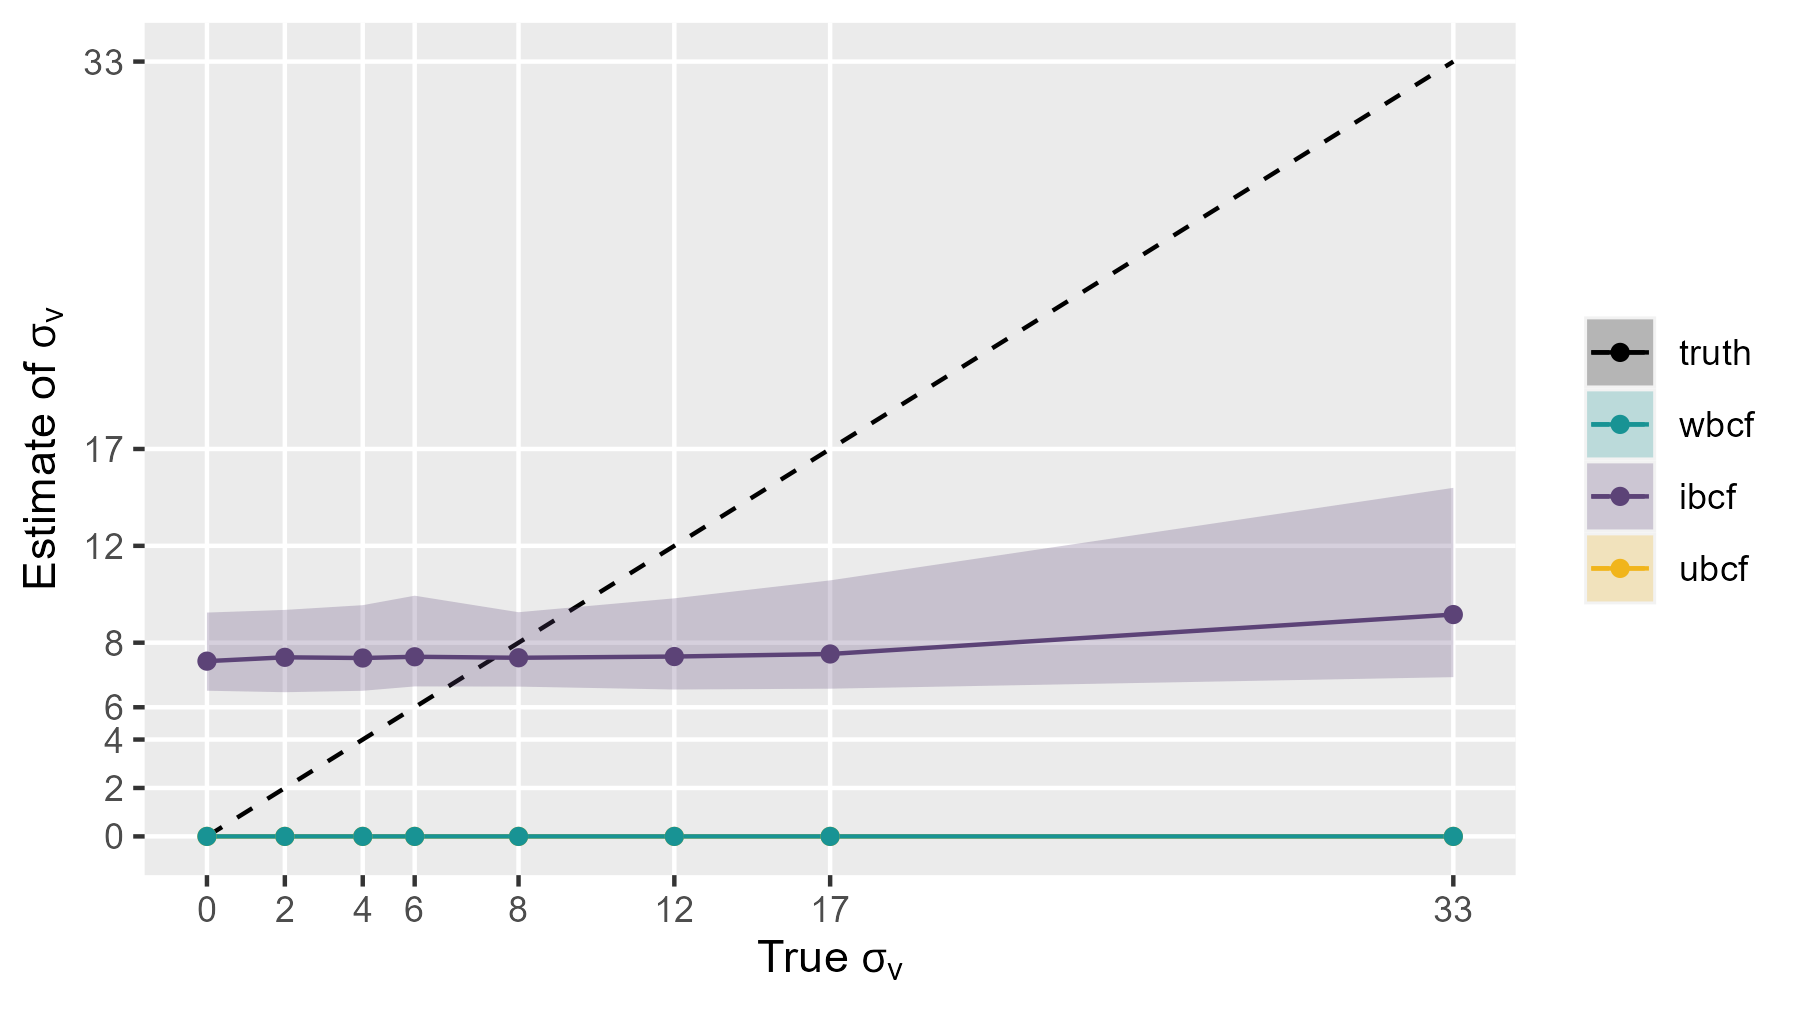 33
17
12
8
6
4
2
0
Estimate of σv
0 2 4 6 8 12 17 33
True σv
truth
wbcf
ibcf
ubcf